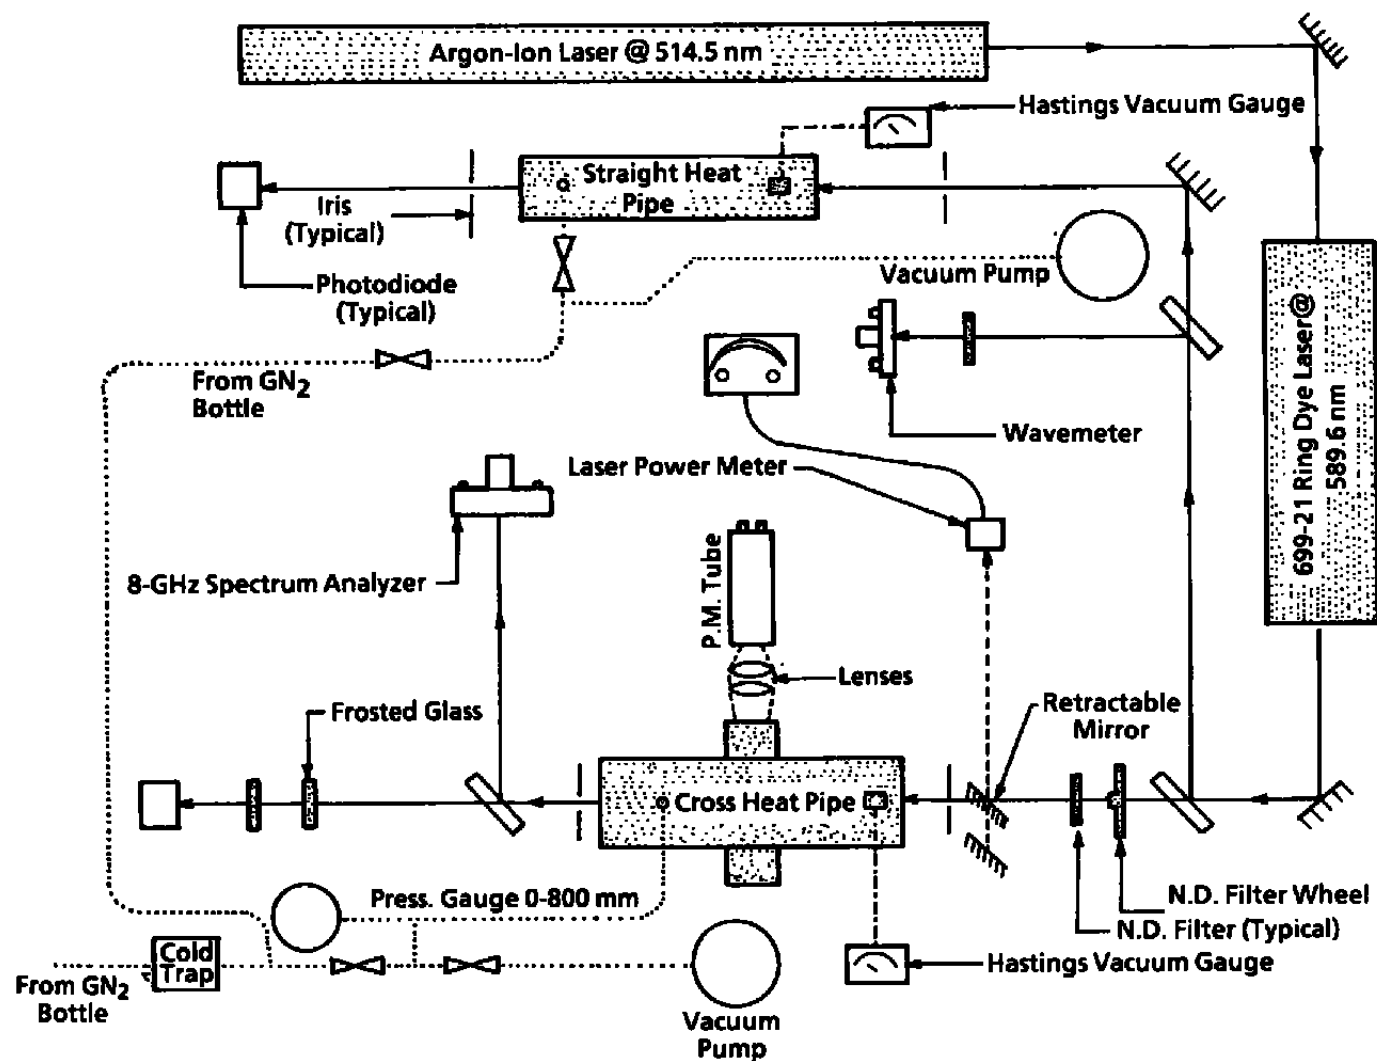 Argon-Ion Laser @ 514.5 nm
Hastings Vacuum Gauge
Straight Heat
Pipe
Iris
(Typical)
Photodiode
(Typical)
Vacuum Pump
699-21 Ring Dye Laser@
589.6 nm
From GN2
Bottle
Wavemeter
Laser Power Meter
8-GHz Spectrum Analyzer
P.M. Tube
Lenses
Frosted Glass
Retractable
Mirror
Cross Heat Pipe
Press. Gauge 0-800 mm
N.D. Filter Wheel
N.D. Filter (Typical)
Cold
Trap
Hastings Vacuum Gauge
From GN2
Bottle
Vacuum
Pump